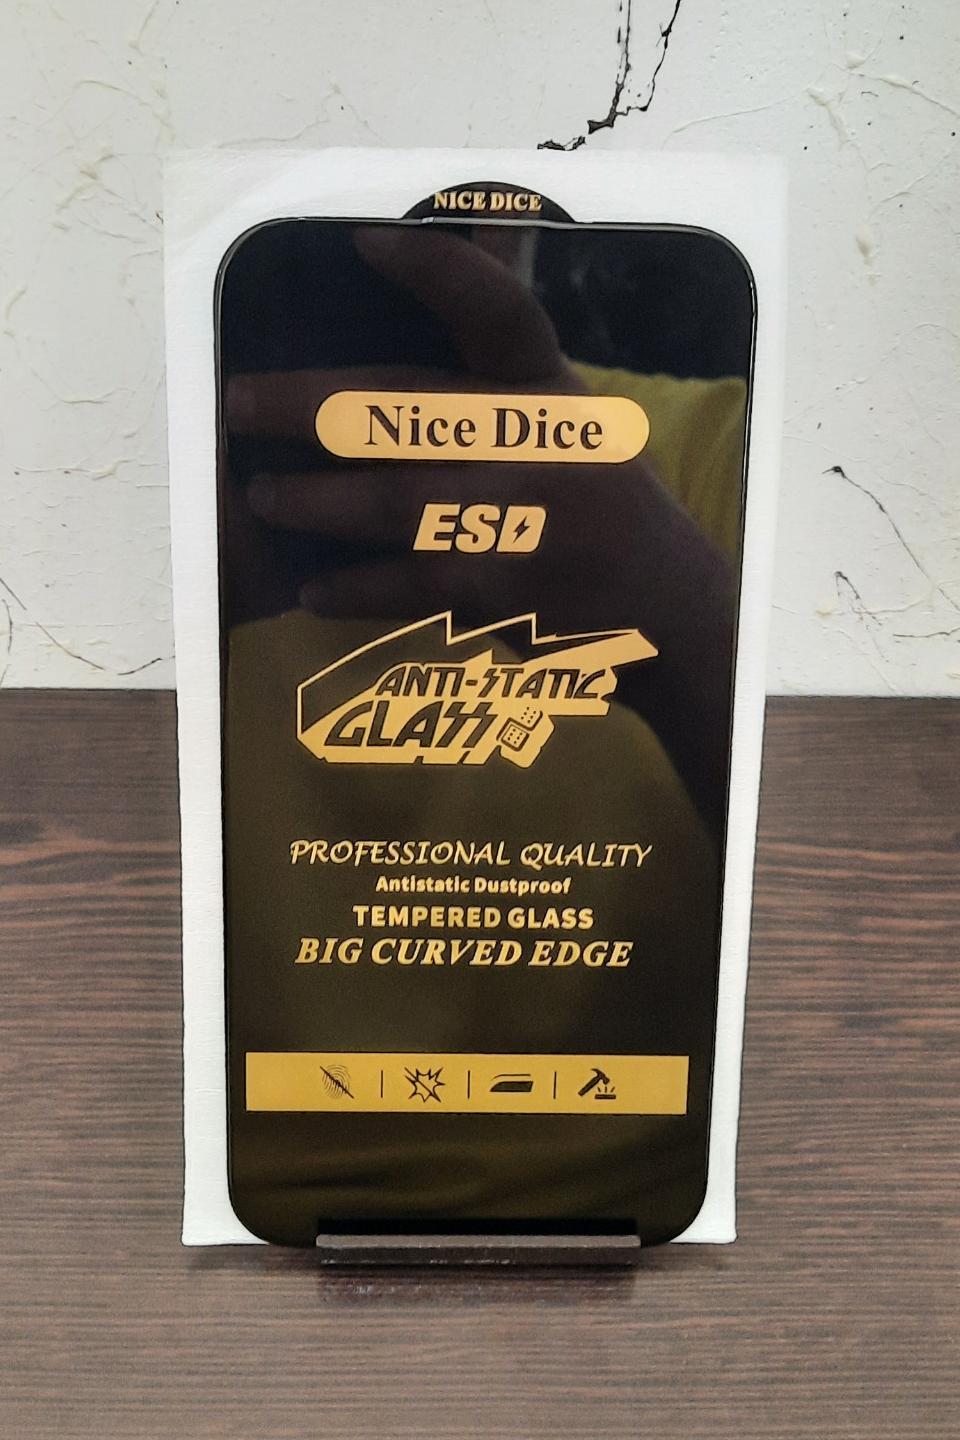 NICE DICE
Nice Dice
ESD
ANTI-STATIC
GLASS
PROFESSIONAL QUALITY
Antistatic Dustproof
TEMPERED GLASS
BIG CURVED EDGE